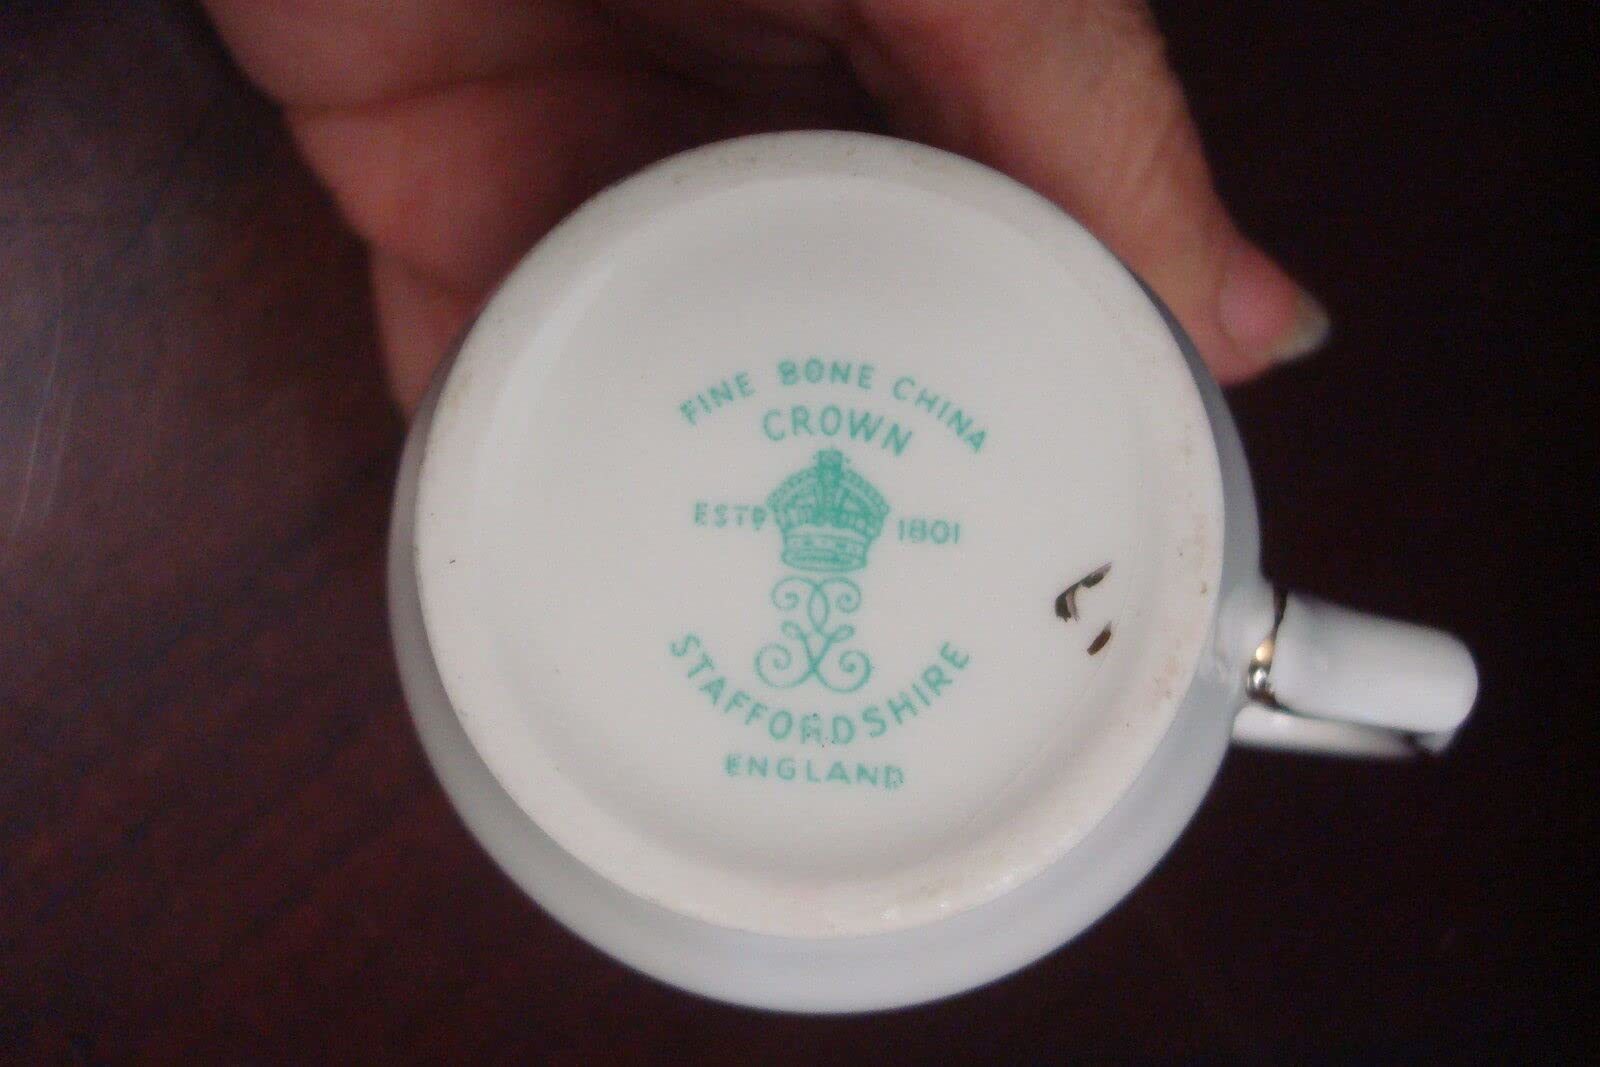 FINE BONE CHINA
CROWN
ESTD 1801
STAFFORDSHIRE
ENGLAND